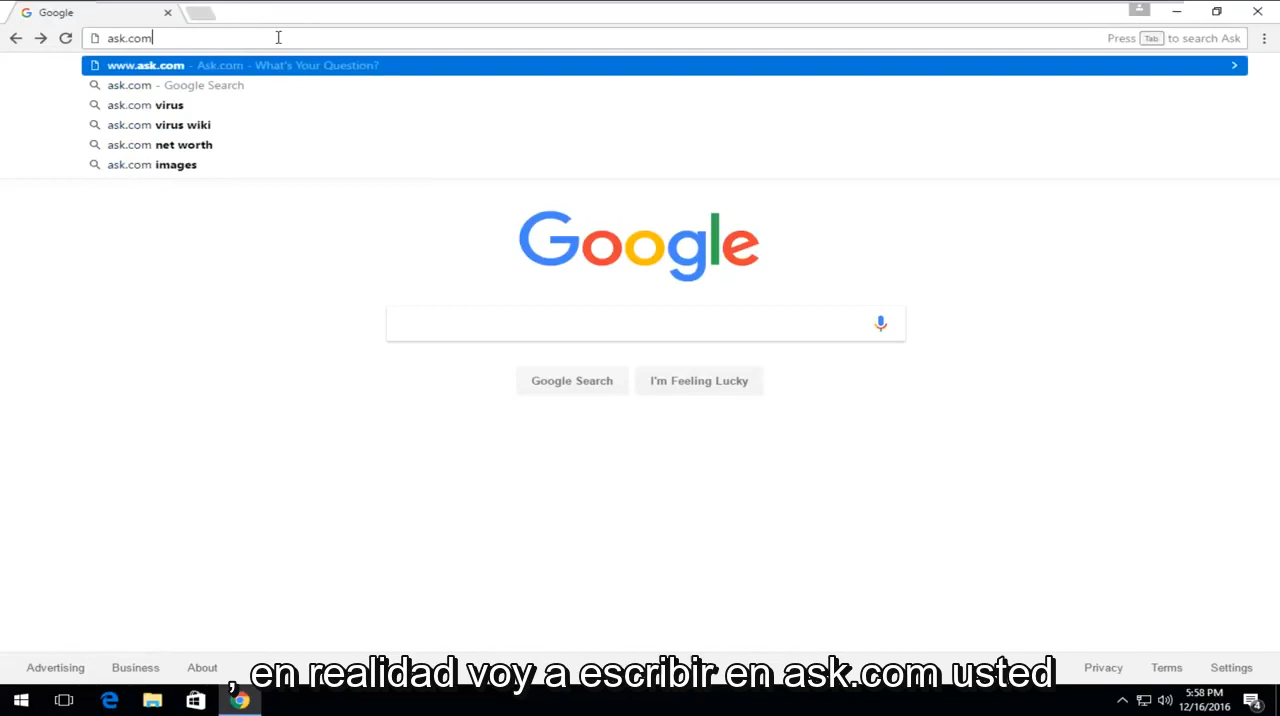 Google
ask.com
Press Tab to search Ask
www.ask.com - Ask.com - What's Your Question?
ask.com - Google Search
ask.com virus
ask.com virus wiki
ask.com net worth
ask.com images
Google
Google Search
I'm Feeling Lucky
Advertising Business About Privacy Terms Settings
, en realidad voy a escribir en ask.com usted
5:58 PM
12/16/2016
4